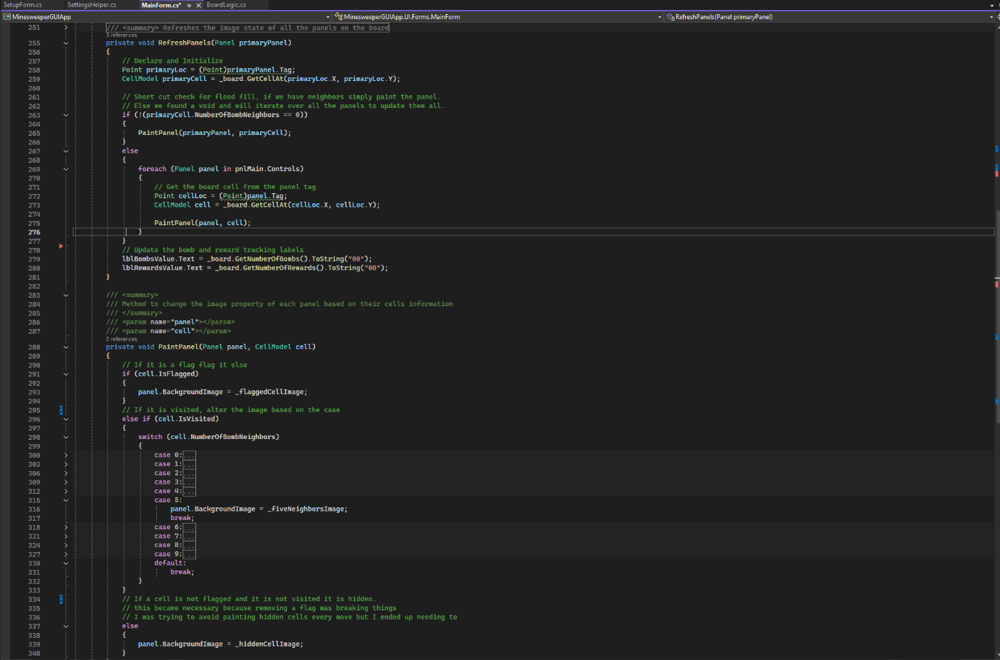 SetupForm.cs SettingsHelper.cs MainForm.cs* BoardLogic.cs
MinesweeperGUIApp MinesweeperGUIApp.UI.Forms.MainForm RefreshPanels(Panel primaryPanel)
251 /// <summary> Refreshes the image state of all the panels on the board
3 references
255 private void RefreshPanels(Panel primaryPanel)
256 {
257 // Declare and Initialize
258 Point primaryLoc = (Point)primaryPanel.Tag;
259 CellModel primaryCell = _board.GetCellAt(primaryLoc.X, primaryLoc.Y);
260
261 // Short cut check for flood fill, if we have neighbors simply paint the panel.
262 // Else we found a void and will iterate over all the panels to update them all.
263 if (!(primaryCell.NumberOfBombNeighbors == 0))
264 {
265 PaintPanel(primaryPanel, primaryCell);
266 }
267 else
268 {
269 foreach (Panel panel in pnlMain.Controls)
270 {
271 // Get the board cell from the panel tag
272 Point cellLoc = (Point)panel.Tag;
273 CellModel cell = _board.GetCellAt(cellLoc.X, cellLoc.Y);
274
275 PaintPanel(panel, cell);
276 }
277 }
278 // Update the bomb and reward tracking labels
279 lblBombsValue.Text = _board.GetNumberOfBombs().ToString("00");
280 lblRewardsValue.Text = _board.GetNumberOfRewards().ToString("00");
281 }
282
283 /// <summary>
284 /// Method to change the image property of each panel based on their cells information
285 /// </summary>
286 /// <param name="panel"></param>
287 /// <param name="cell"></param>
2 references
288 private void PaintPanel(Panel panel, CellModel cell)
289 {
290 // If it is a flag flag it else
291 if (cell.IsFlagged)
292 {
293 panel.BackgroundImage = _flaggedCellImage;
294 }
295 // If it is visited, alter the image based on the case
296 else if (cell.IsVisited)
297 {
298 switch (cell.NumberOfBombNeighbors)
299 {
300 case 0:...
303 case 1:...
306 case 2:...
309 case 3:...
312 case 4:...
315 case 5:
316 panel.BackgroundImage = _fiveNeighborsImage;
317 break;
318 case 6:...
321 case 7:...
324 case 8:...
327 case 9:...
330 default:
331 break;
332 }
333 }
334 // If a cell is not flagged and it is not visited it is hidden.
335 // this became necessary because removing a flag was breaking things
336 // I was trying to avoid painting hidden cells every move but I ended up needing to
337 else
338 {
339 panel.BackgroundImage = _hiddenCellImage;
340 }